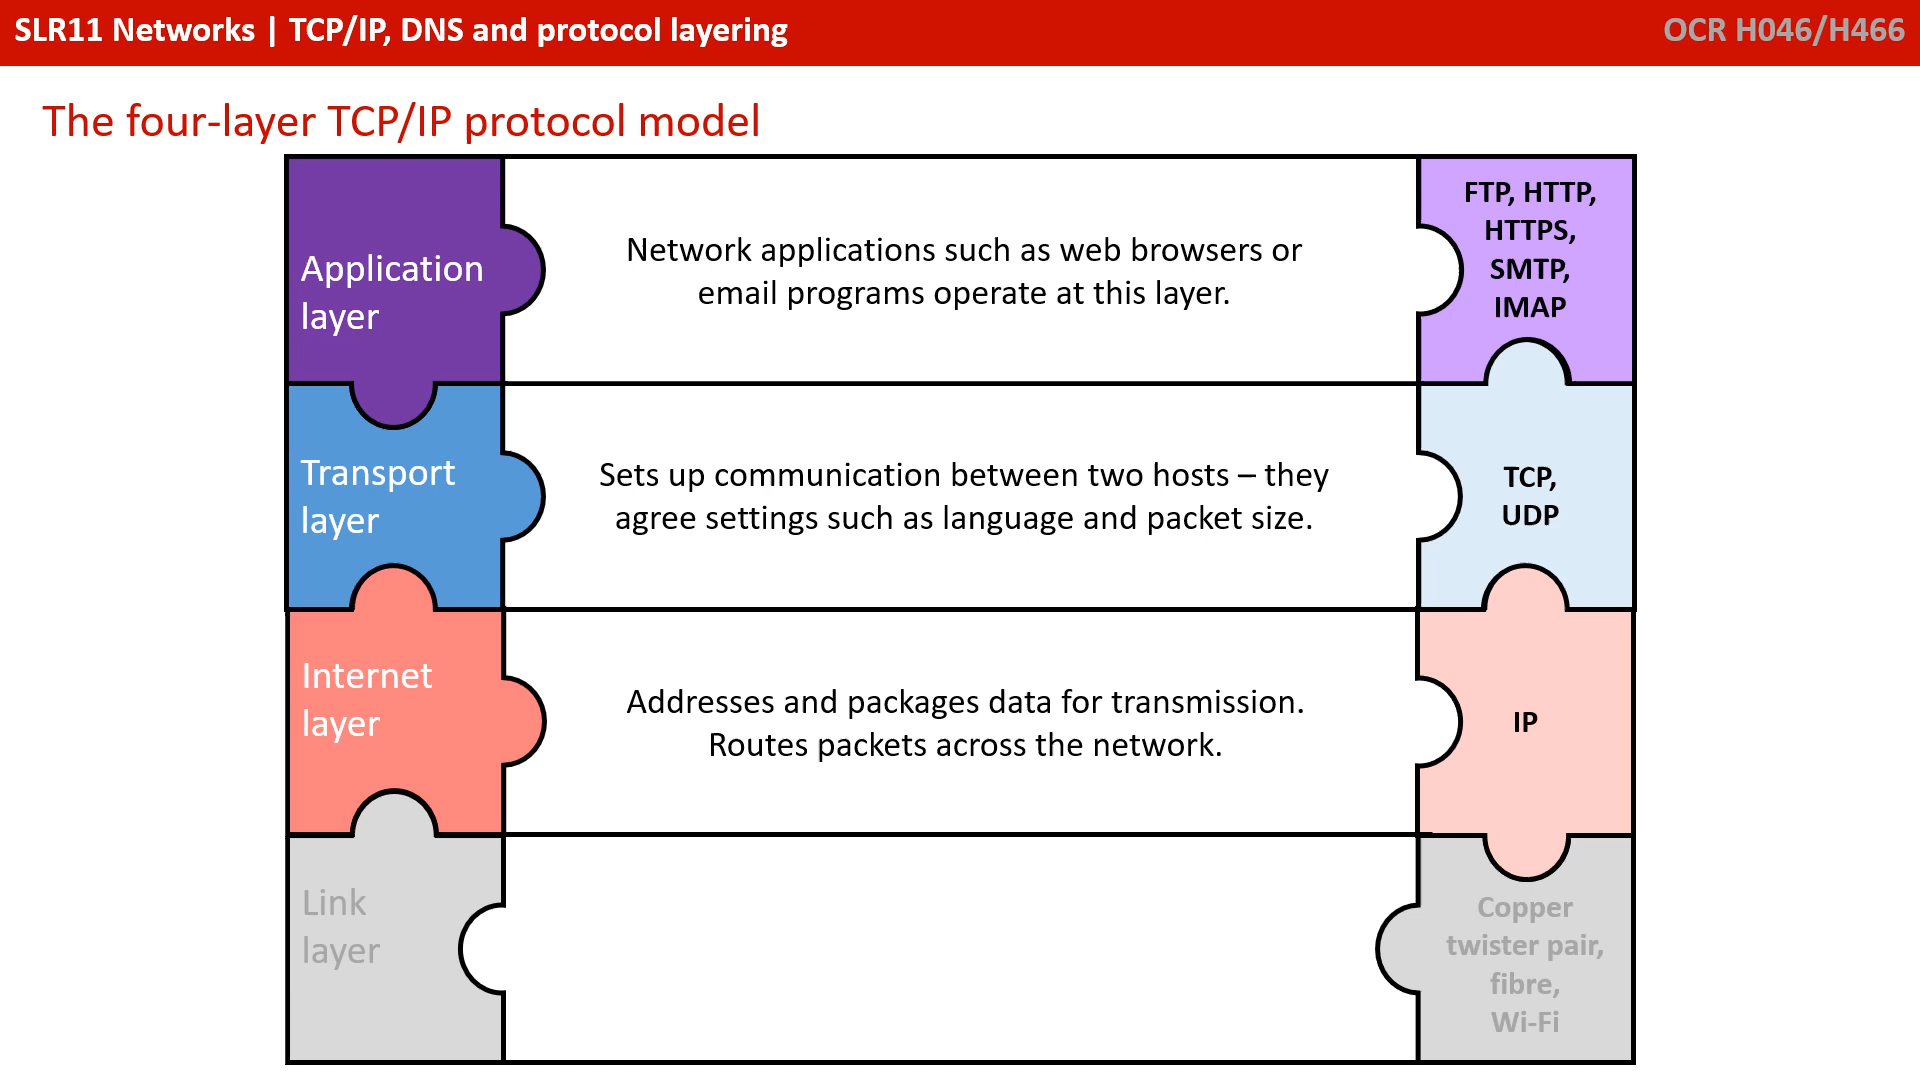 SLR11 Networks | TCP/IP, DNS and protocol layering
OCR H046/H466
The four-layer TCP/IP protocol model
Application
layer
Network applications such as web browsers or
email programs operate at this layer.
FTP, HTTP,
HTTPS,
SMTP,
IMAP
Transport
layer
Sets up communication between two hosts – they
agree settings such as language and packet size.
TCP,
UDP
Internet
layer
Addresses and packages data for transmission.
Routes packets across the network.
IP
Link
layer
Copper
twister pair,
fibre,
Wi-Fi